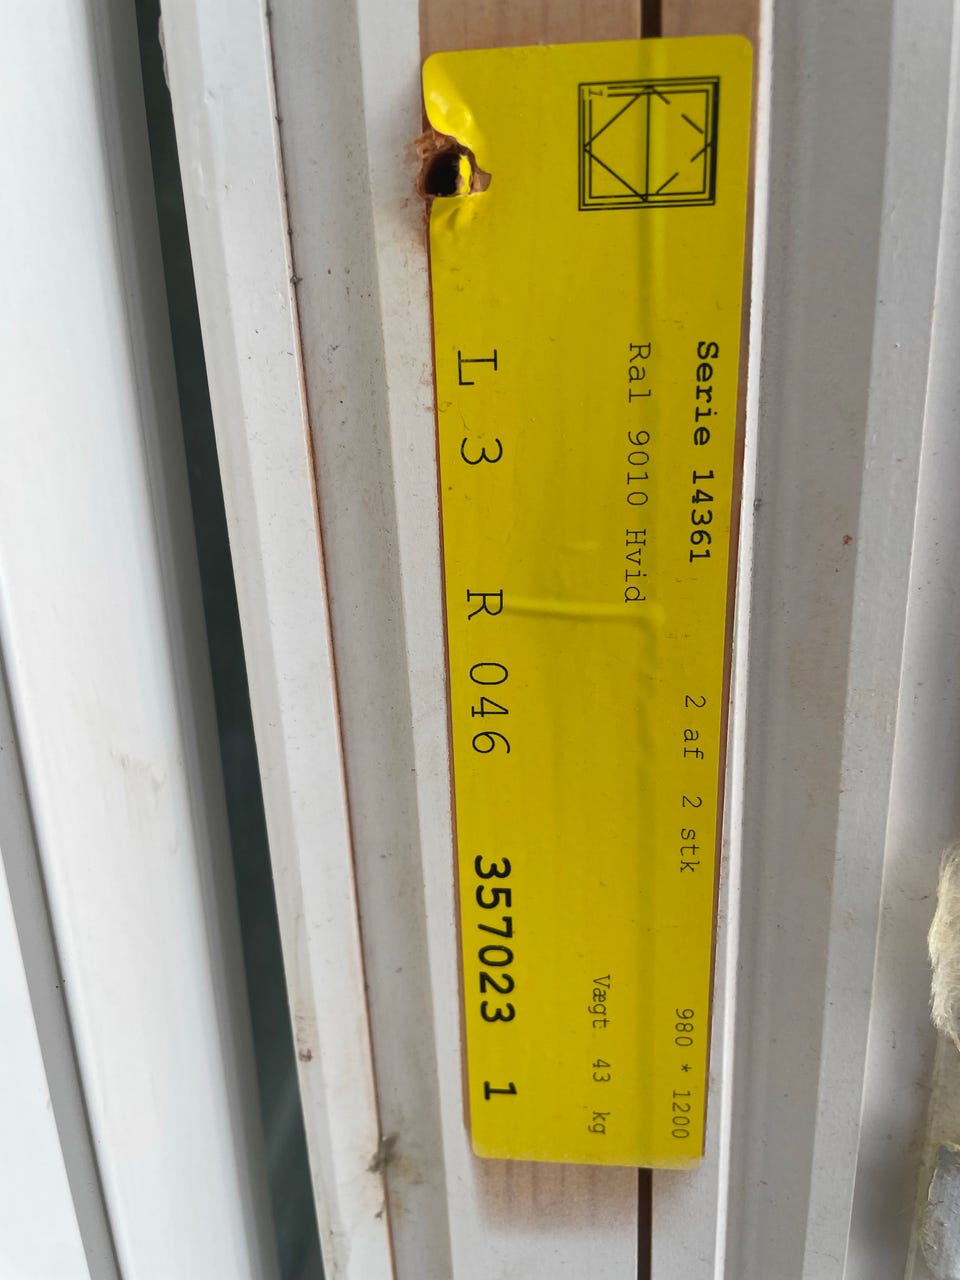 Serie 14361 2 af 2 stk 980 * 1200
Ral 9010 Hvid
Vægt 43 kg
L 3 R 046 357023 1